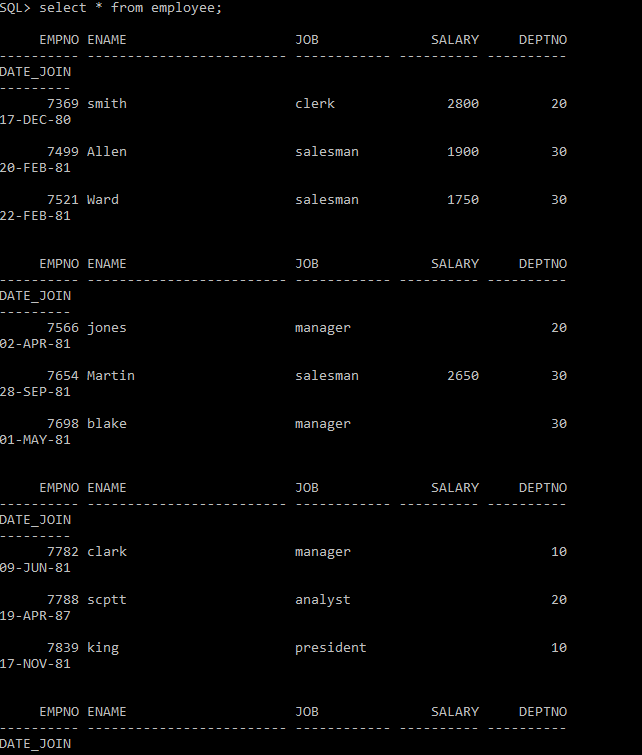 SQL> select * from employee;
EMPNO ENAME JOB SALARY DEPTNO
---------- ------------------------- ------------ ---------- ----------
DATE_JOIN
---------
7369 smith clerk 2800 20
17-DEC-80
7499 Allen salesman 1900 30
20-FEB-81
7521 Ward salesman 1750 30
22-FEB-81
EMPNO ENAME JOB SALARY DEPTNO
---------- ------------------------- ------------ ---------- ----------
DATE_JOIN
---------
7566 jones manager 20
02-APR-81
7654 Martin salesman 2650 30
28-SEP-81
7698 blake manager 30
01-MAY-81
EMPNO ENAME JOB SALARY DEPTNO
---------- ------------------------- ------------ ---------- ----------
DATE_JOIN
---------
7782 clark manager 10
09-JUN-81
7788 scptt analyst 20
19-APR-87
7839 king president 10
17-NOV-81
EMPNO ENAME JOB SALARY DEPTNO
---------- ------------------------- ------------ ---------- ----------
DATE_JOIN